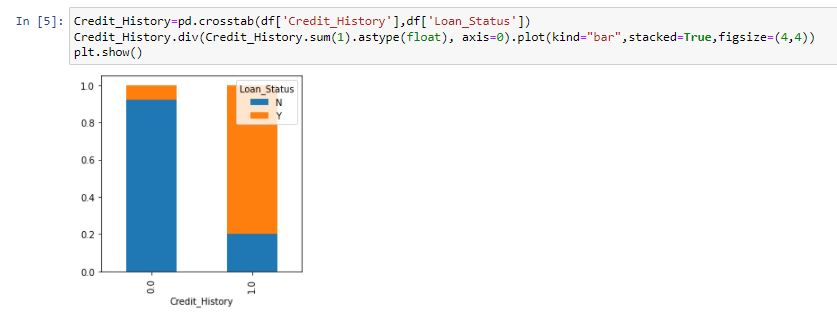 In [5]: Credit_History=pd.crosstab(df['Credit_History'],df['Loan_Status'])
Credit_History.div(Credit_History.sum(1).astype(float), axis=0).plot(kind="bar",stacked=True,figsize=(4,4))
plt.show()
1.0
0.8
0.6
0.4
0.2
0.0
Loan_Status
N
Y
0.0
1.0
Credit_History